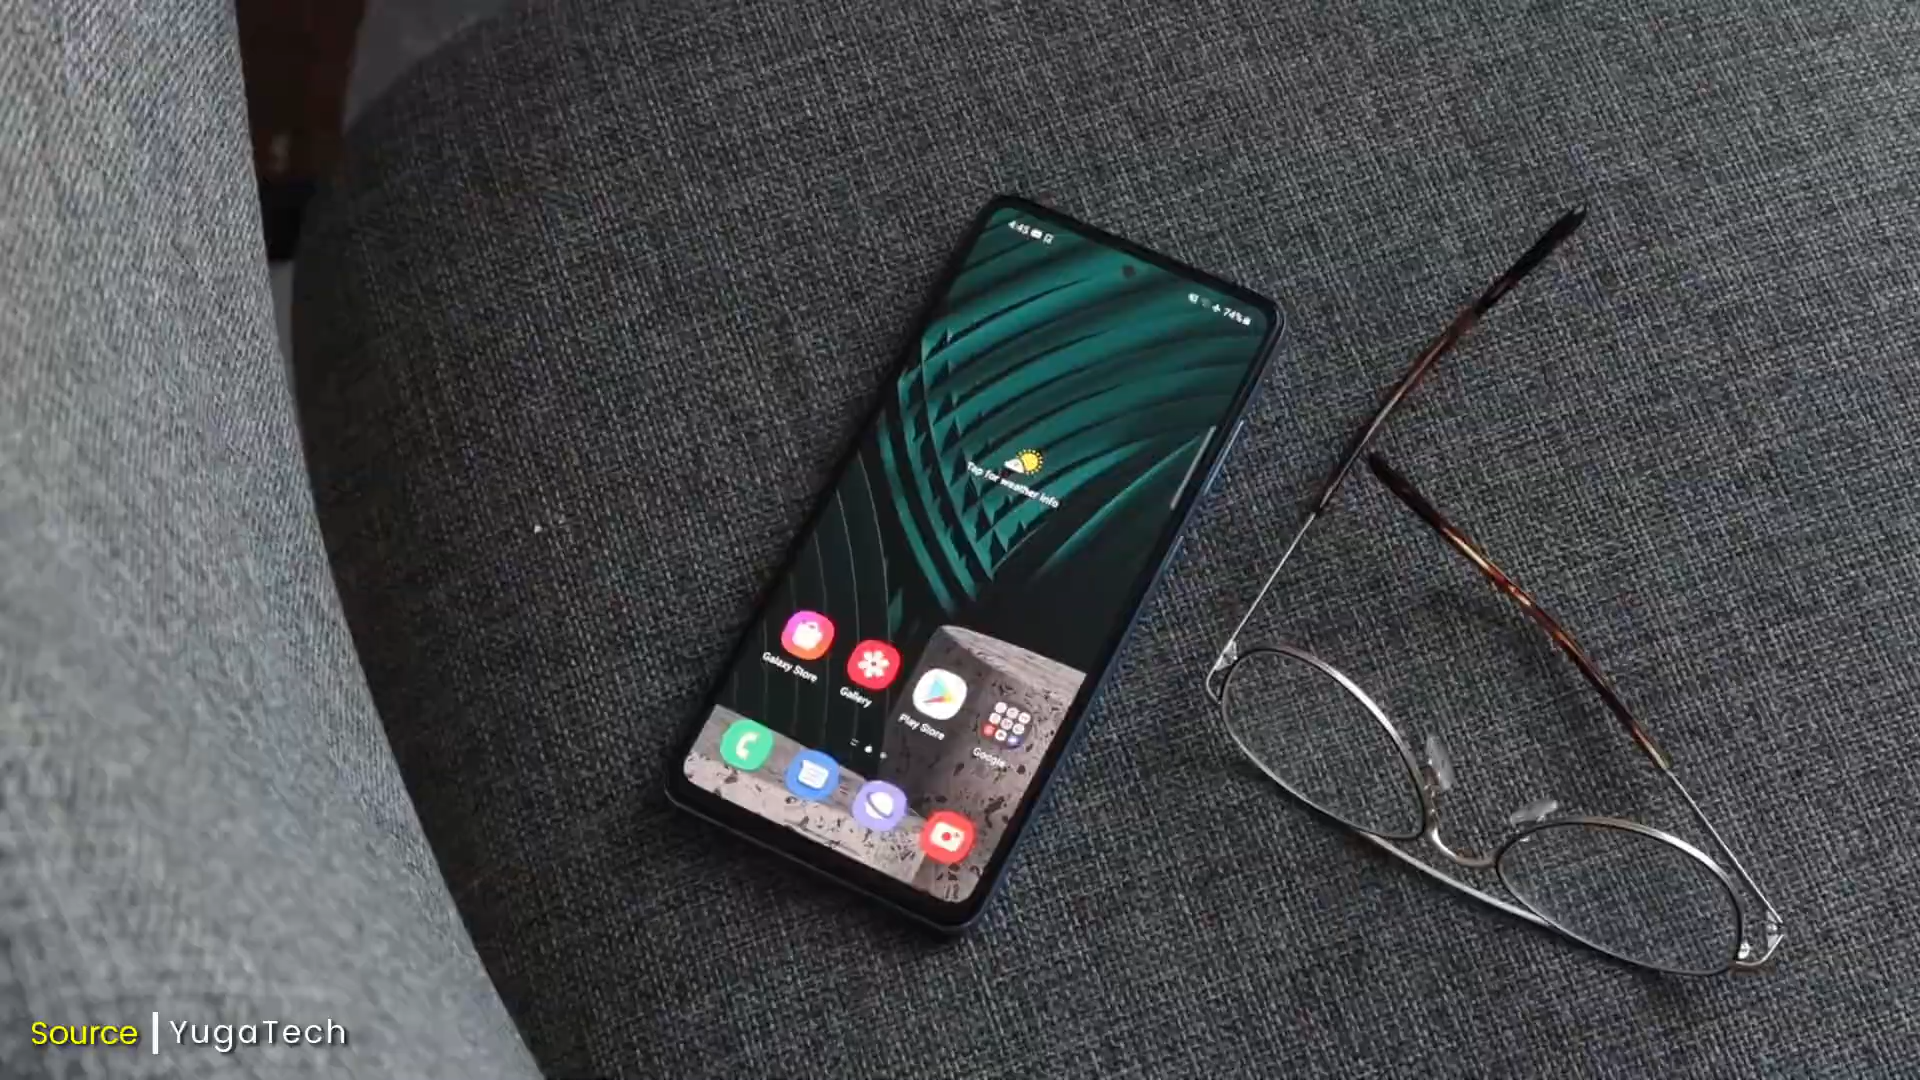 4:45
74%
Tap for weather info
Galaxy Store
Gallery
Play Store
Google
Source | YugaTech